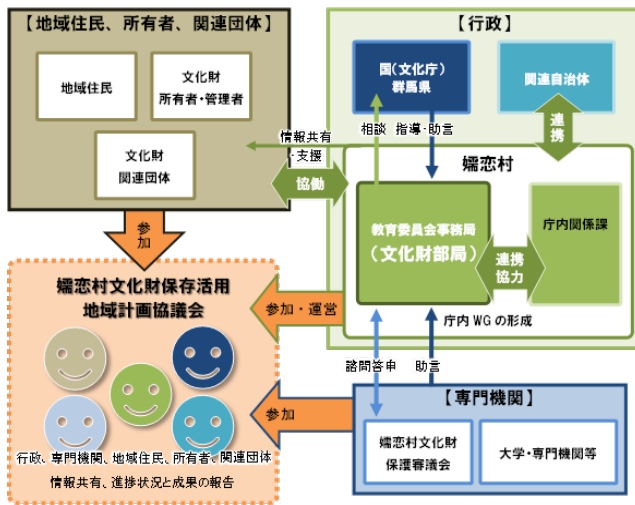 【地域住民、所有者、関連団体】
地域住民
文化財
所有者・管理者
文化財
関連団体
【行政】
国(文化庁)
群馬県
関連自治体
相談
指導・助言
連携
情報共有
・支援
協働
嬬恋村
教育委員会事務局
(文化財部局)
連携
協力
庁内関係課
庁内WGの形成
参加
嬬恋村文化財保存活用
地域計画協議会
参加・運営
諮問答申
助言
参加
行政、専門機関、地域住民、所有者、関連団体
情報共有、進捗状況と成果の報告
【専門機関】
嬬恋村文化財
保護審議会
大学・専門機関等